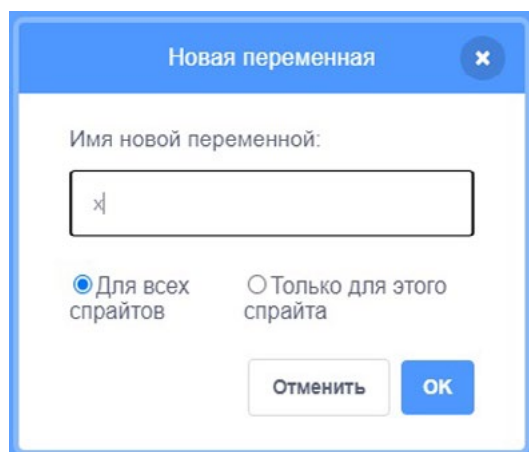 Новая переменная
Имя новой переменной:
x
Для всех
спрайтов
Только для этого
спрайта
Отменить
OK